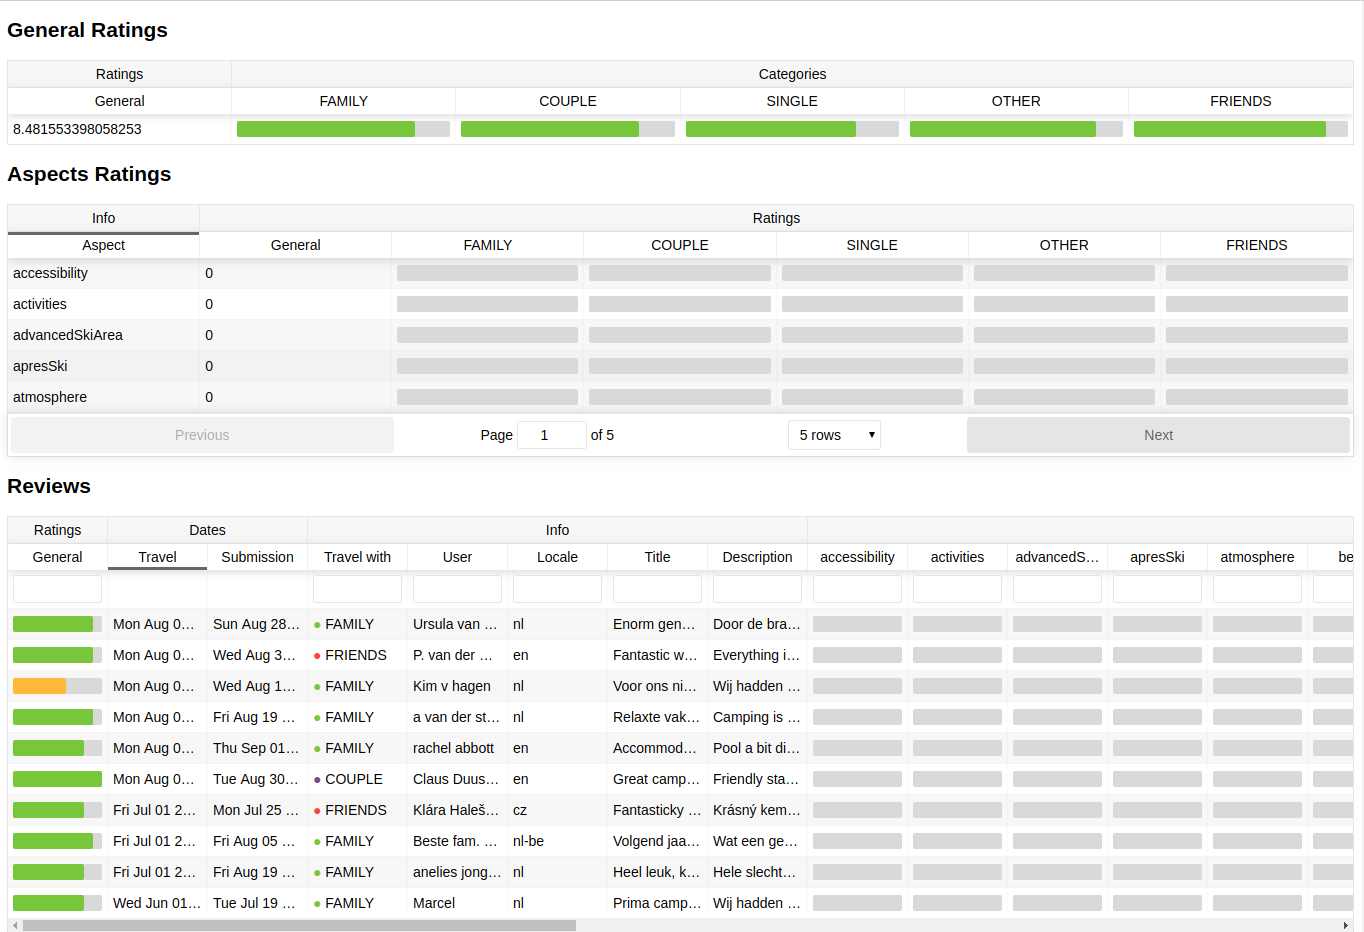 General Ratings
Ratings Categories
General FAMILY COUPLE SINGLE OTHER FRIENDS
8.481553398058253
Aspects Ratings
Info Ratings
Aspect General FAMILY COUPLE SINGLE OTHER FRIENDS
accessibility 0
activities 0
advancedSkiArea 0
apresSki 0
atmosphere 0
Previous Page 1 of 5 5 rows Next
Reviews
Ratings Dates Info
General Travel Submission Travel with User Locale Title Description accessibility activities advancedS... apresSki atmosphere be
Mon Aug 0... Sun Aug 28... FAMILY Ursula van ... nl Enorm gen... Door de bra...
Mon Aug 0... Wed Aug 3... FRIENDS P. van der ... en Fantastic w... Everything i...
Mon Aug 0... Wed Aug 1... FAMILY Kim v hagen nl Voor ons ni... Wij hadden ...
Mon Aug 0... Fri Aug 19 ... FAMILY a van der st... nl Relaxte vak... Camping is ...
Mon Aug 0... Thu Sep 01... FAMILY rachel abbott en Accommod... Pool a bit di...
Mon Aug 0... Tue Aug 30... COUPLE Claus Duus... en Great camp... Friendly sta...
Fri Jul 01 2... Mon Jul 25 ... FRIENDS Klára Haleš... cz Fantasticky ... Krásný kem...
Fri Jul 01 2... Fri Aug 05 ... FAMILY Beste fam. ... nl-be Volgend jaa... Wat een ge...
Fri Jul 01 2... Fri Aug 19 ... FAMILY anelies jong... nl Heel leuk, k... Hele slecht...
Wed Jun 01... Tue Jul 19 ... FAMILY Marcel nl Prima camp... Wij hadden ...